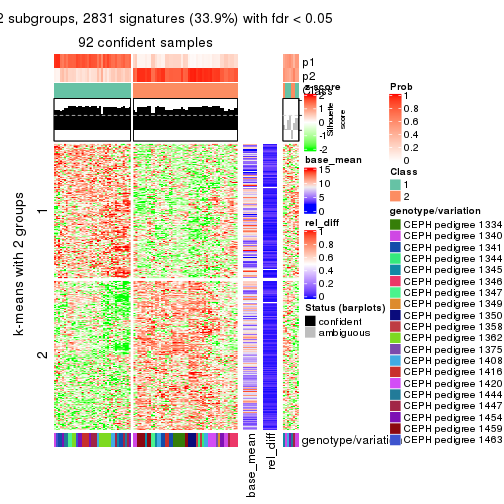 2 subgroups, 2831 signatures (33.9%) with fdr < 0.05
92 confident samples
p1
p2
Class
z-score
2
1
0
-1
-2
Silhouette
score
base_mean
15
10
5
0
rel_diff
1
0.8
0.6
0.4
0.2
0
Status (barplots)
confident
ambiguous
Prob
1
0.8
0.6
0.4
0.2
0
Class
1
2
genotype/variation
CEPH pedigree 1334
CEPH pedigree 1340
CEPH pedigree 1341
CEPH pedigree 1344
CEPH pedigree 1345
CEPH pedigree 1346
CEPH pedigree 1347
CEPH pedigree 1349
CEPH pedigree 1350
CEPH pedigree 1358
CEPH pedigree 1362
CEPH pedigree 1375
CEPH pedigree 1408
CEPH pedigree 1416
CEPH pedigree 1420
CEPH pedigree 1444
CEPH pedigree 1447
CEPH pedigree 1454
CEPH pedigree 1459
CEPH pedigree 1463
k-means with 2 groups
1
2
genotype/variati
base_mean
rel_diff